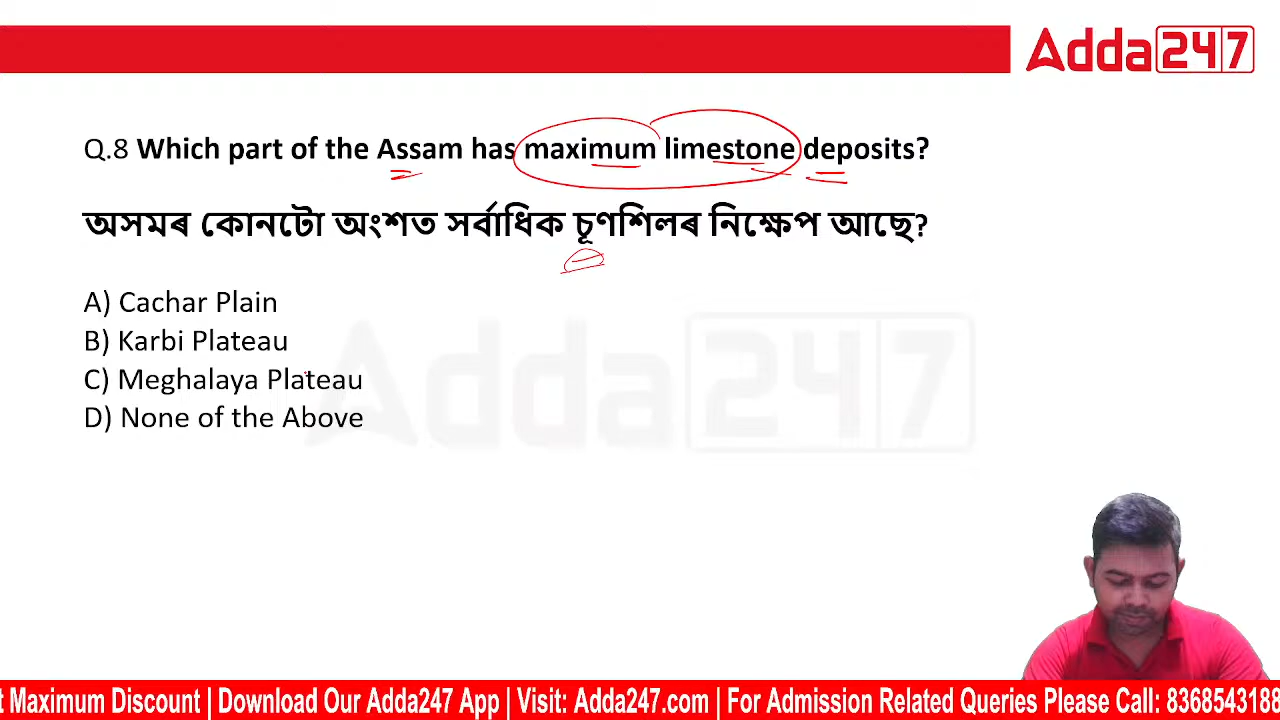 Adda247
Q.8 Which part of the Assam has maximum limestone deposits?
অসমৰ কোনটো অংশত সৰ্বাধিক চূণশিলৰ নিক্ষেপ আছে?
A) Cachar Plain
B) Karbi Plateau
C) Meghalaya Plateau
D) None of the Above
Adda247
t Maximum Discount | Download Our Adda247 App | Visit: Adda247.com | For Admission Related Queries Please Call: 8368543188